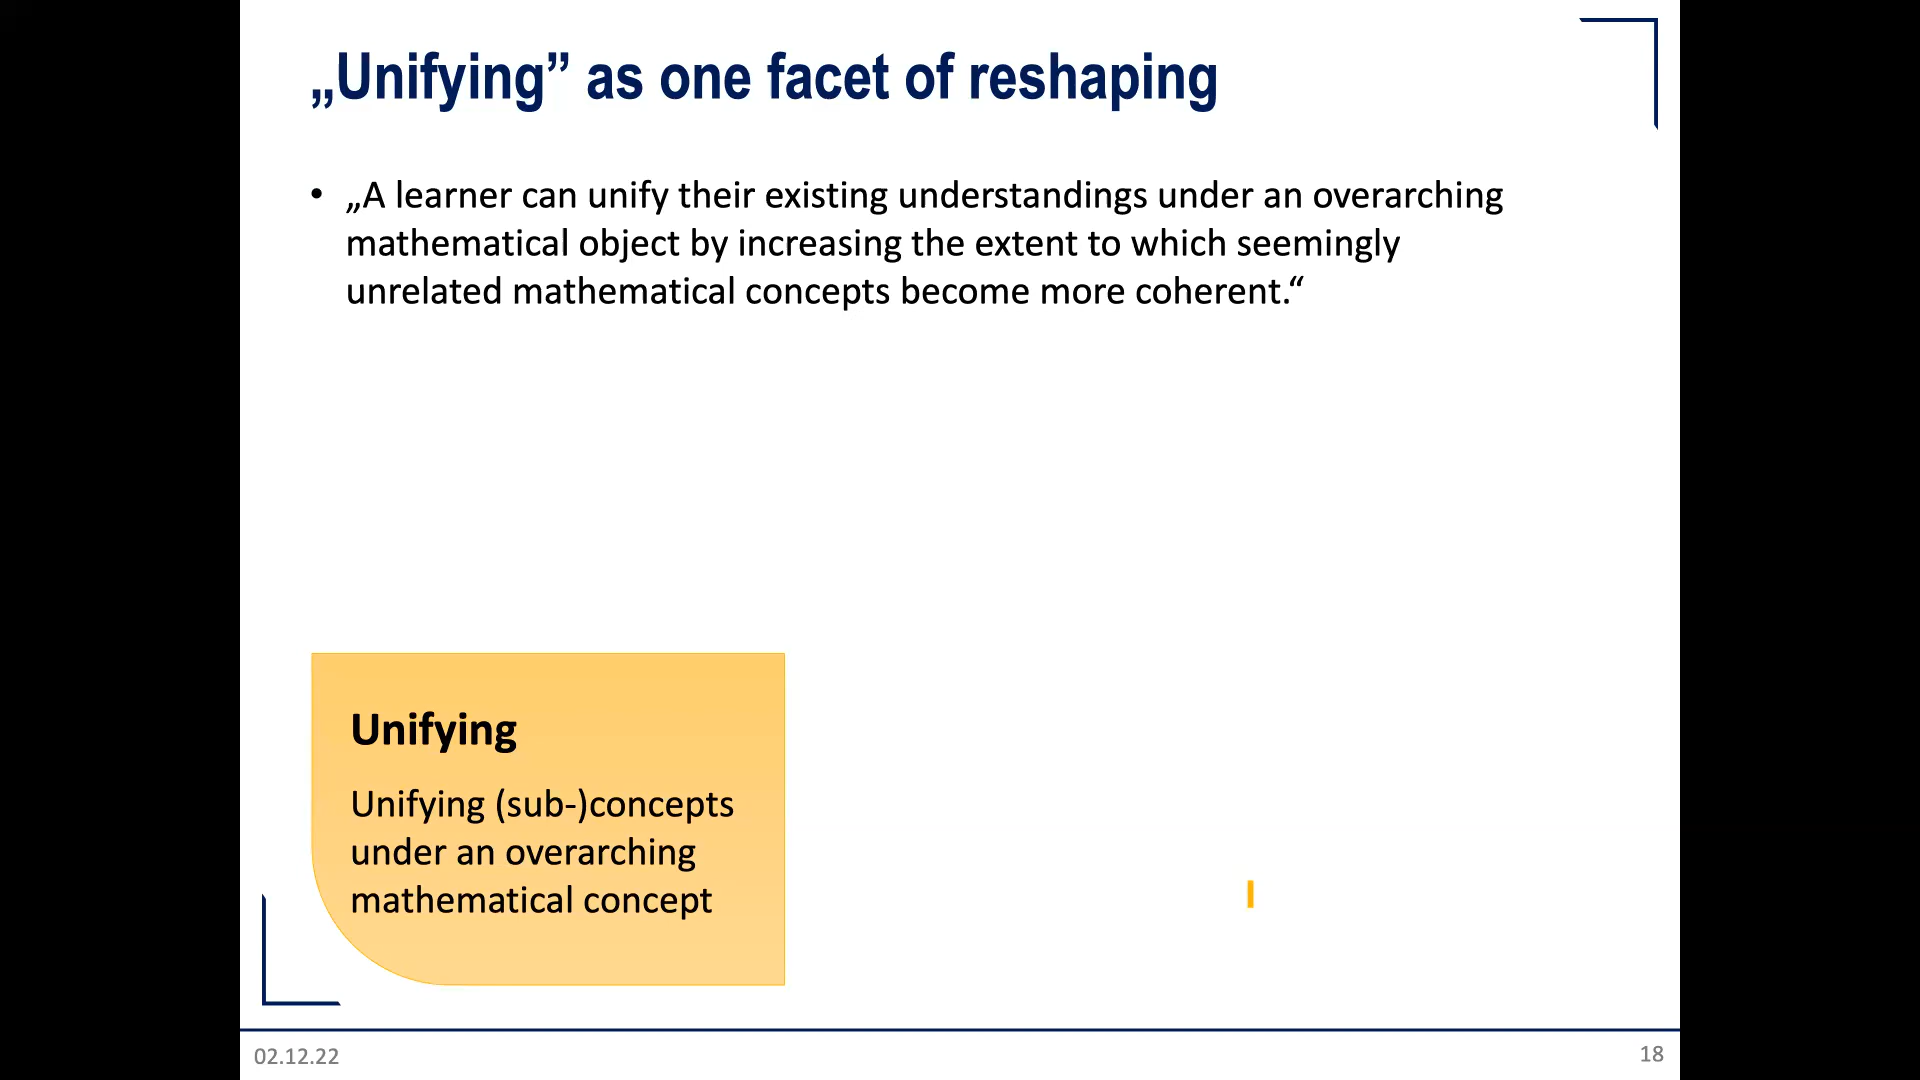 „Unifying” as one facet of reshaping
• „A learner can unify their existing understandings under an overarching
mathematical object by increasing the extent to which seemingly
unrelated mathematical concepts become more coherent.“
Unifying
Unifying (sub-)concepts
under an overarching
mathematical concept
02.12.22
18